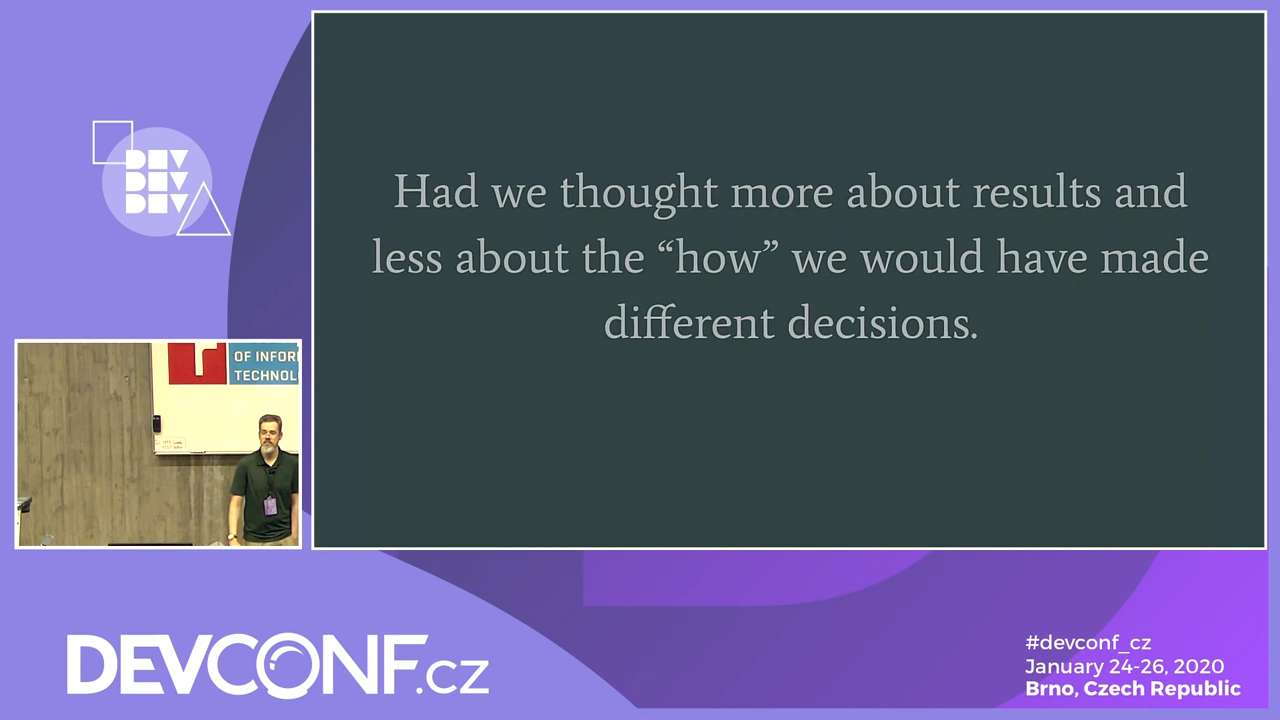 DEV
DEV
DEV
Had we thought more about results and
less about the “how” we would have made
different decisions.
OF INFOR
TECHNOL
DEVCONF.cz
#devconf_cz
January 24-26, 2020
Brno, Czech Republic